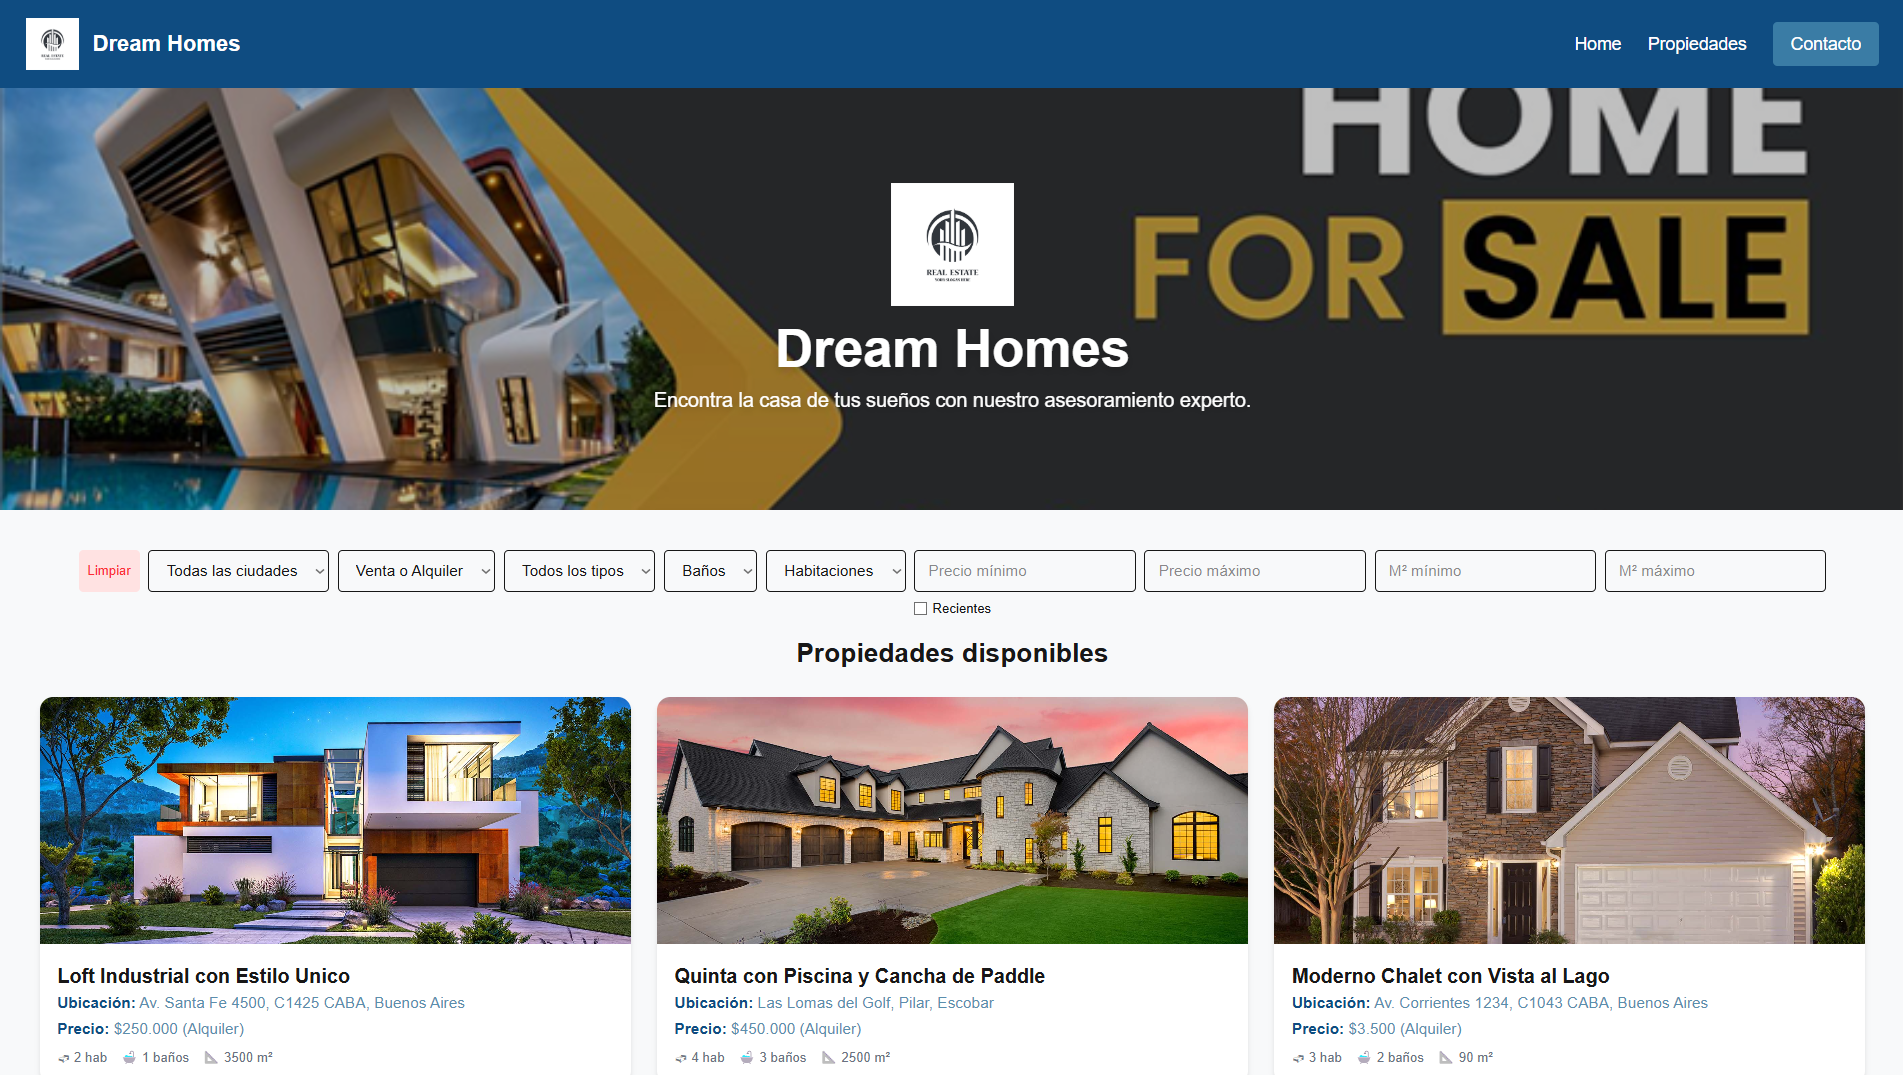 Dream Homes
Home
Propiedades
Contacto
HOME
FOR SALE
REAL ESTATE
Dream Homes
Encontra la casa de tus sueños con nuestro asesoramiento experto.
Limpiar
Todas las ciudades
Venta o Alquiler
Todos los tipos
Baños
Habitaciones
Precio mínimo
Precio máximo
M² mínimo
M² máximo
Recientes
Propiedades disponibles
Loft Industrial con Estilo Unico
Ubicación: Av. Santa Fe 4500, C1425 CABA, Buenos Aires
Precio: $250.000 (Alquiler)
2 hab 1 baños 3500 m²
Quinta con Piscina y Cancha de Paddle
Ubicación: Las Lomas del Golf, Pilar, Escobar
Precio: $450.000 (Alquiler)
4 hab 3 baños 2500 m²
Moderno Chalet con Vista al Lago
Ubicación: Av. Corrientes 1234, C1043 CABA, Buenos Aires
Precio: $3.500 (Alquiler)
3 hab 2 baños 90 m²